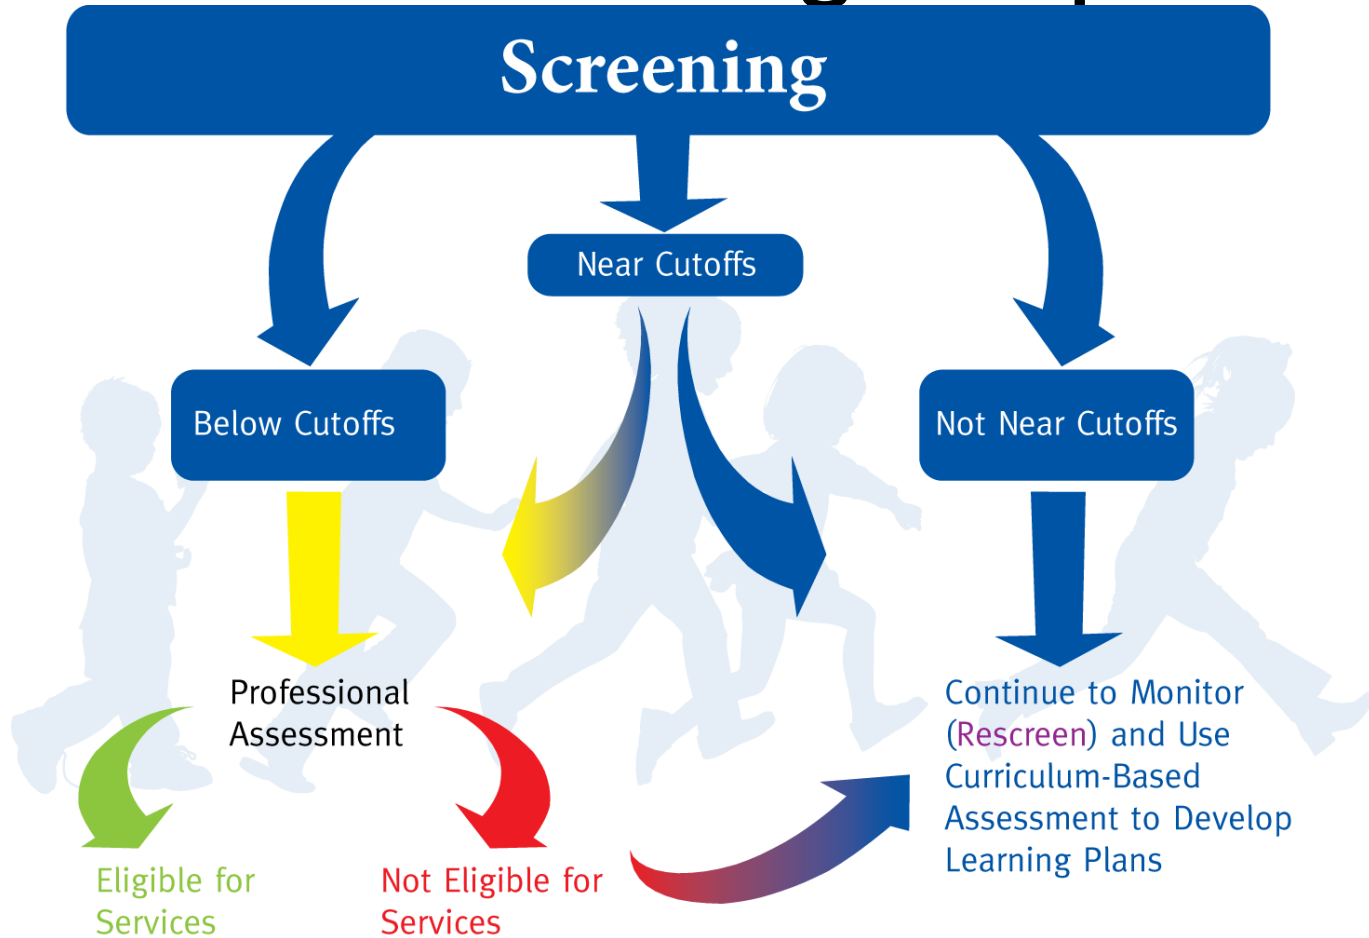 Screening
Near Cutoffs
Below Cutoffs
Not Near Cutoffs
Professional
Assessment
Continue to Monitor
(Rescreen) and Use
Curriculum-Based
Assessment to Develop
Learning Plans
Eligible for
Services
Not Eligible for
Services